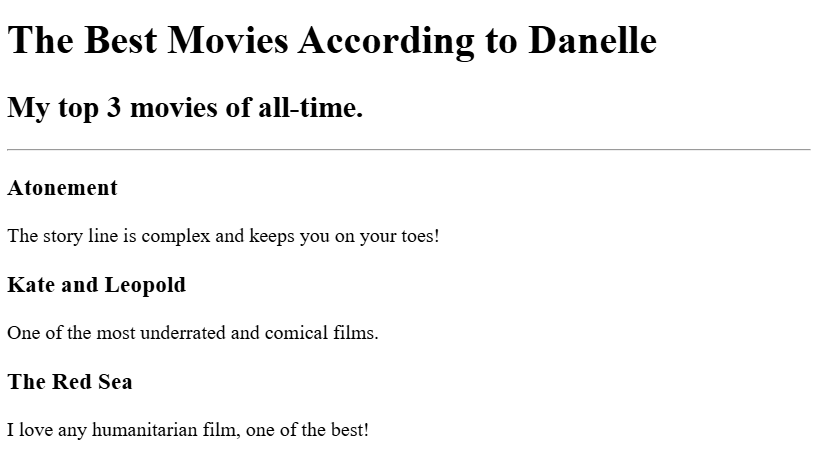 The Best Movies According to Danelle
My top 3 movies of all-time.
Atonement
The story line is complex and keeps you on your toes!
Kate and Leopold
One of the most underrated and comical films.
The Red Sea
I love any humanitarian film, one of the best!